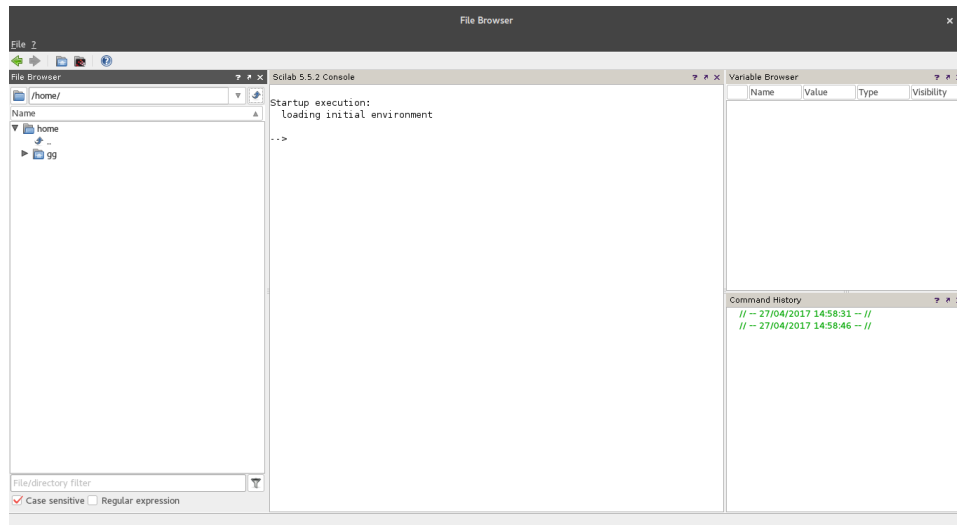 File Browser
File ?
File Browser
/home/
Name
home
..
gg
File/directory filter
Case sensitive Regular expression
Scilab 5.5.2 Console
Startup execution:
loading initial environment
-->
Variable Browser
Name Value Type Visibility
Command History
// -- 27/04/2017 14:58:31 -- //
// -- 27/04/2017 14:58:46 -- //